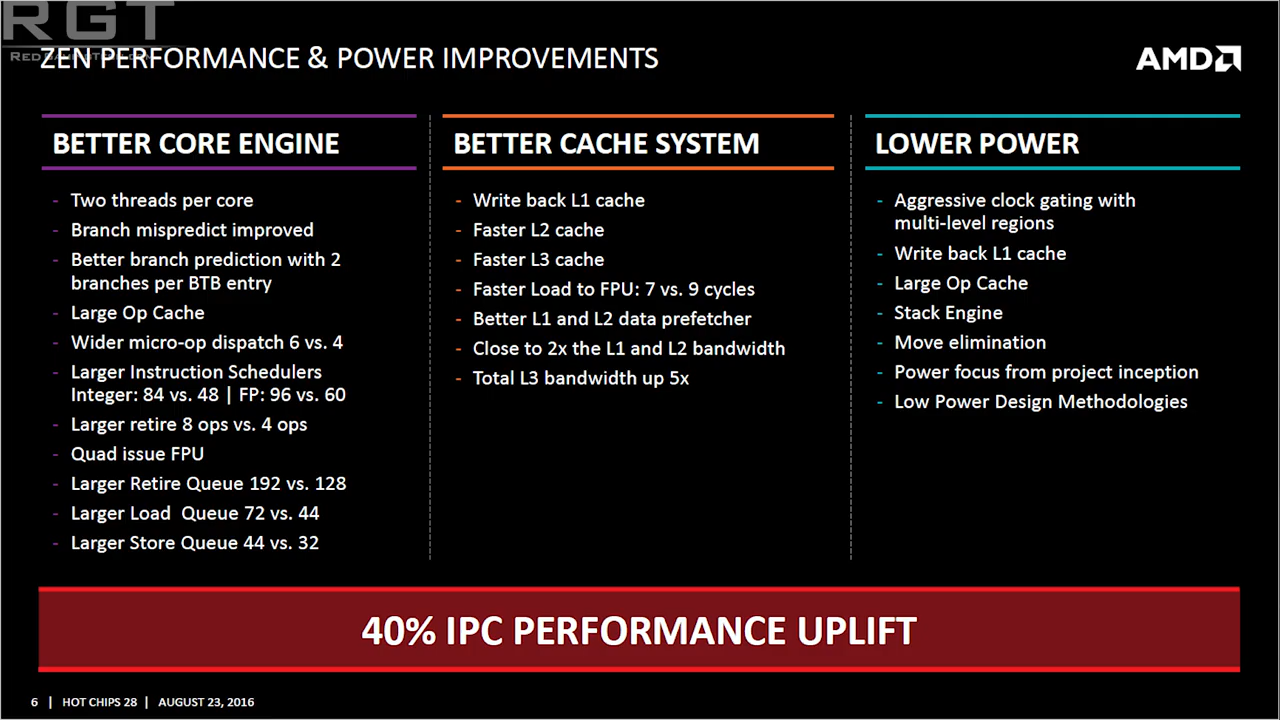 RGT
ZEN PERFORMANCE & POWER IMPROVEMENTS
AMD
BETTER CORE ENGINE
- Two threads per core
- Branch mispredict improved
- Better branch prediction with 2
branches per BTB entry
- Large Op Cache
- Wider micro-op dispatch 6 vs. 4
- Larger Instruction Schedulers
Integer: 84 vs. 48 | FP: 96 vs. 60
- Larger retire 8 ops vs. 4 ops
- Quad issue FPU
- Larger Retire Queue 192 vs. 128
- Larger Load  Queue 72 vs. 44
- Larger Store Queue 44 vs. 32
BETTER CACHE SYSTEM
- Write back L1 cache
- Faster L2 cache
- Faster L3 cache
- Faster Load to FPU: 7 vs. 9 cycles
- Better L1 and L2 data prefetcher
- Close to 2x the L1 and L2 bandwidth
- Total L3 bandwidth up 5x
LOWER POWER
- Aggressive clock gating with
multi-level regions
- Write back L1 cache
- Large Op Cache
- Stack Engine
- Move elimination
- Power focus from project inception
- Low Power Design Methodologies
40% IPC PERFORMANCE UPLIFT
6 | HOT CHIPS 28 | AUGUST 23, 2016